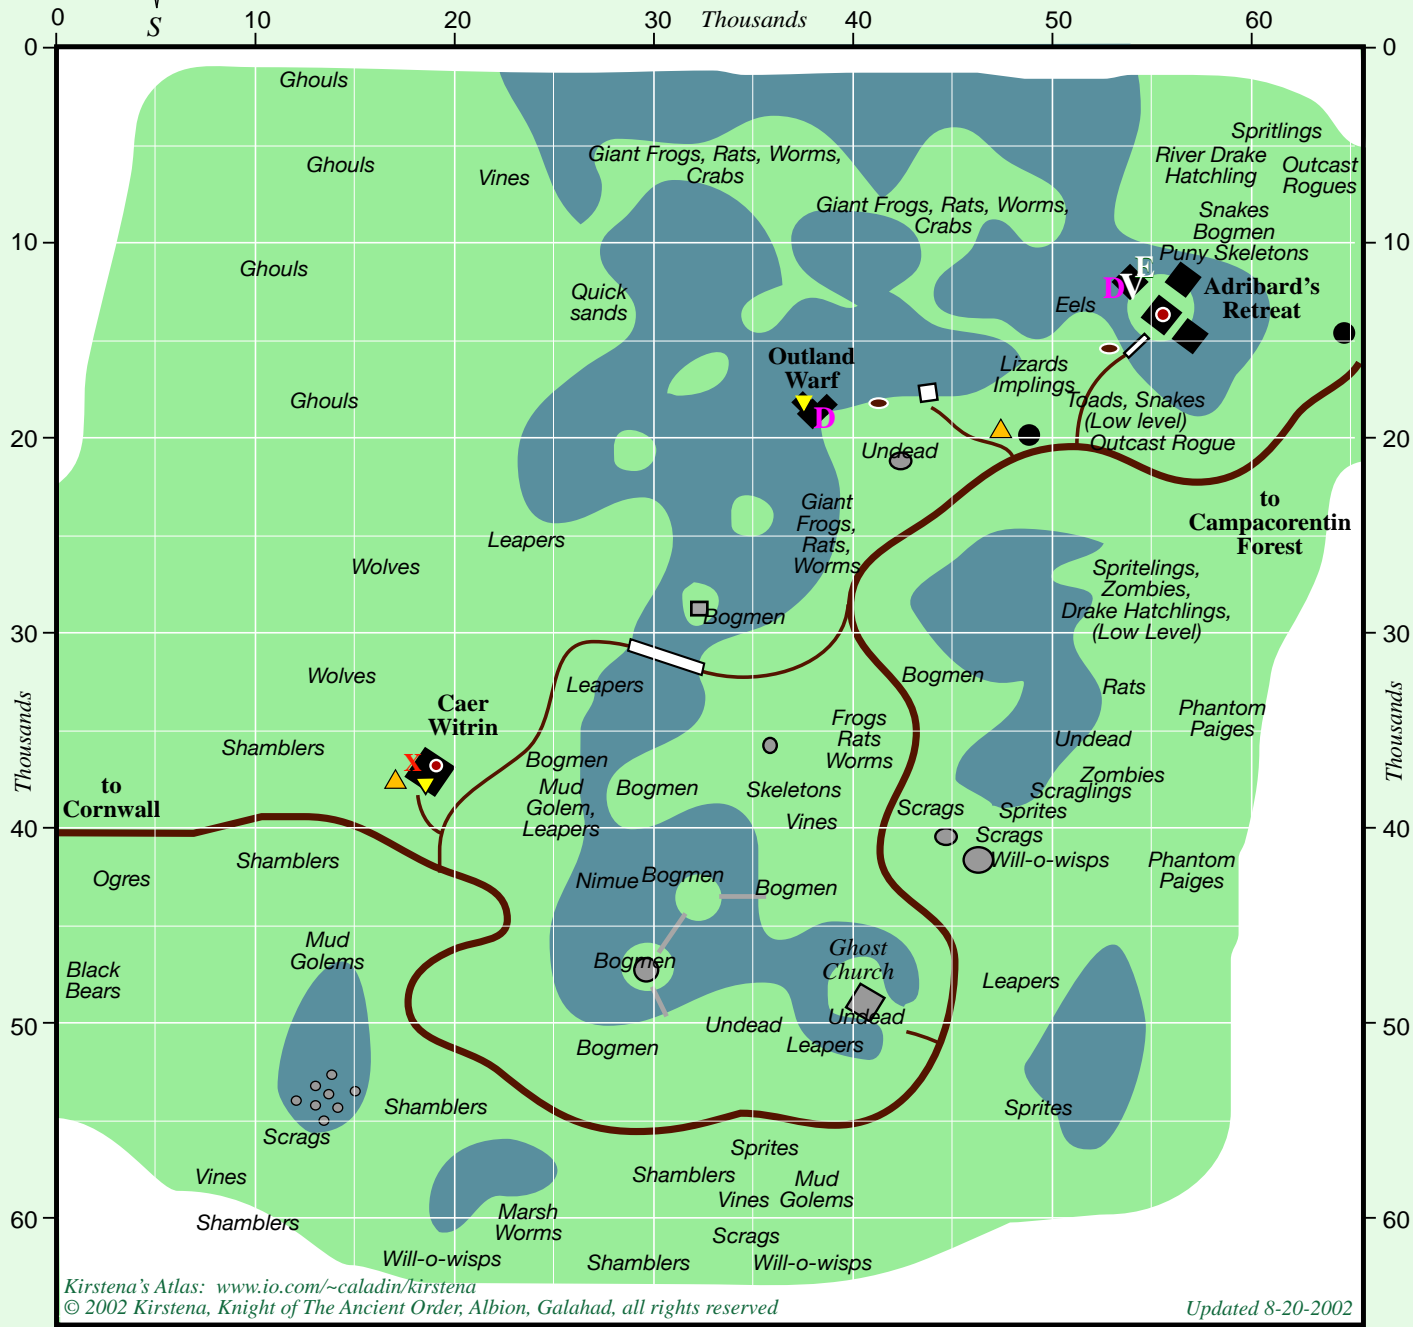 0 10 20 30 Thousands 40 50 60
S
0 0
Ghouls
Spritlings
Ghouls
Giant Frogs, Rats, Worms,
Crabs
River Drake
Hatchling
Outcast
Rogues
Vines
Giant Frogs, Rats, Worms,
Crabs
Snakes
Bogmen
Puny Skeletons
10 10
Ghouls
E
D V
Adribard's
Retreat
Quick
sands
Eels
Outland
Warf
Lizards
Implings
Ghouls
D
Toads, Snakes
(Low level)
Outcast Rogue
20 20
Undead
Giant
Frogs,
Rats,
Worms
to
Campacorentin
Forest
Leapers
Wolves
Spritelings,
Zombies,
Drake Hatchlings,
(Low Level)
Bogmen
30 30
Wolves
Leapers
Bogmen
Rats
Thousands
Thousands
Caer
Witrin
Frogs
Rats
Worms
Phantom
Paiges
Shamblers
X
Undead
Bogmen
Mud
Golem,
Leapers
Bogmen
Skeletons
Zombies
Scraglings
Sprites
to
Cornwall
Scrags
Vines
40 40
Scrags
Will-o-wisps
Shamblers
Phantom
Paiges
Ogres
Nimue
Bogmen
Bogmen
Mud
Golems
Ghost
Church
Bogmen
Black
Bears
Leapers
50 50
Undead
Undead
Bogmen
Leapers
Shamblers
Sprites
Scrags
Sprites
Vines
Shamblers
Mud
Golems
Vines
60 60
Shamblers
Marsh
Worms
Scrags
Will-o-wisps
Shamblers
Will-o-wisps
Kirstena's Atlas: www.io.com/~caladin/kirstena
© 2002 Kirstena, Knight of The Ancient Order, Albion, Galahad, all rights reserved
Updated 8-20-2002